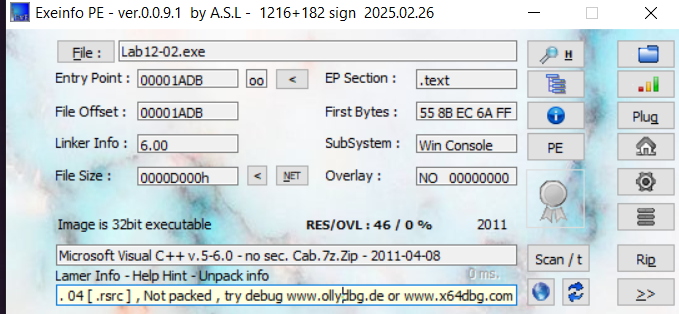 Exeinfo PE - ver.0.0.9.1 by A.S.L - 1216+182 sign 2025.02.26
File : Lab12-02.exe H
Entry Point : 00001ADB oo < EP Section : .text
File Offset : 00001ADB First Bytes : 55 8B EC 6A FF Plug
Linker Info : 6.00 SubSystem : Win Console PE
File Size : 0000D000h < NET Overlay : NO 00000000
Image is 32bit executable RES/OVL : 46 / 0 % 2011
Microsoft Visual C++ v.5-6.0 - no sec. Cab.7z.Zip - 2011-04-08 Scan / t Rip
Lamer Info - Help Hint - Unpack info 0 ms.
. 04 [ .rsrc ] , Not packed , try debug www.ollydbg.de or www.x64dbg.com >>